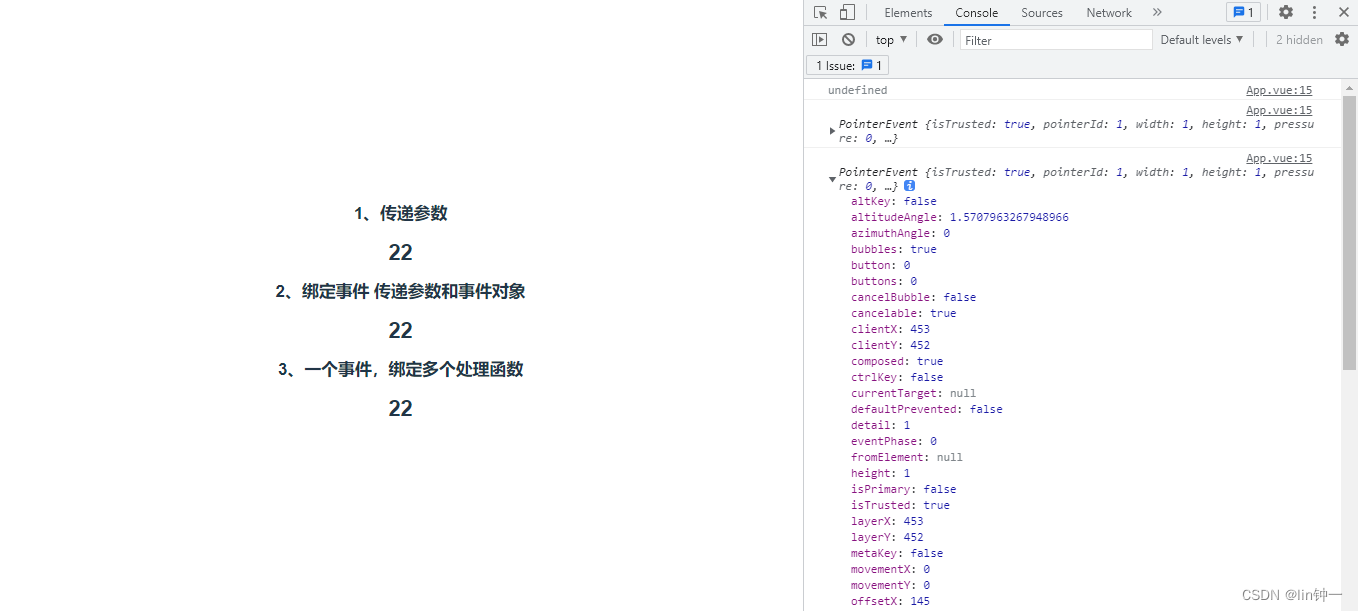 1、传递参数
22
2、绑定事件 传递参数和事件对象
22
3、一个事件，绑定多个处理函数
22
Elements Console Sources Network » 1
top ▼ Filter Default levels ▼ 2 hidden
1 Issue: 1
undefined App.vue:15
App.vue:15
PointerEvent {isTrusted: true, pointerId: 1, width: 1, height: 1, pressu
re: 0, …}
App.vue:15
PointerEvent {isTrusted: true, pointerId: 1, width: 1, height: 1, pressu
re: 0, …} i
altKey: false
altitudeAngle: 1.5707963267948966
azimuthAngle: 0
bubbles: true
button: 0
buttons: 0
cancelBubble: false
cancelable: true
clientX: 453
clientY: 452
composed: true
ctrlKey: false
currentTarget: null
defaultPrevented: false
detail: 1
eventPhase: 0
fromElement: null
height: 1
isPrimary: false
isTrusted: true
layerX: 453
layerY: 452
metaKey: false
movementX: 0
movementY: 0
offsetX: 145
CSDN @lin钟一